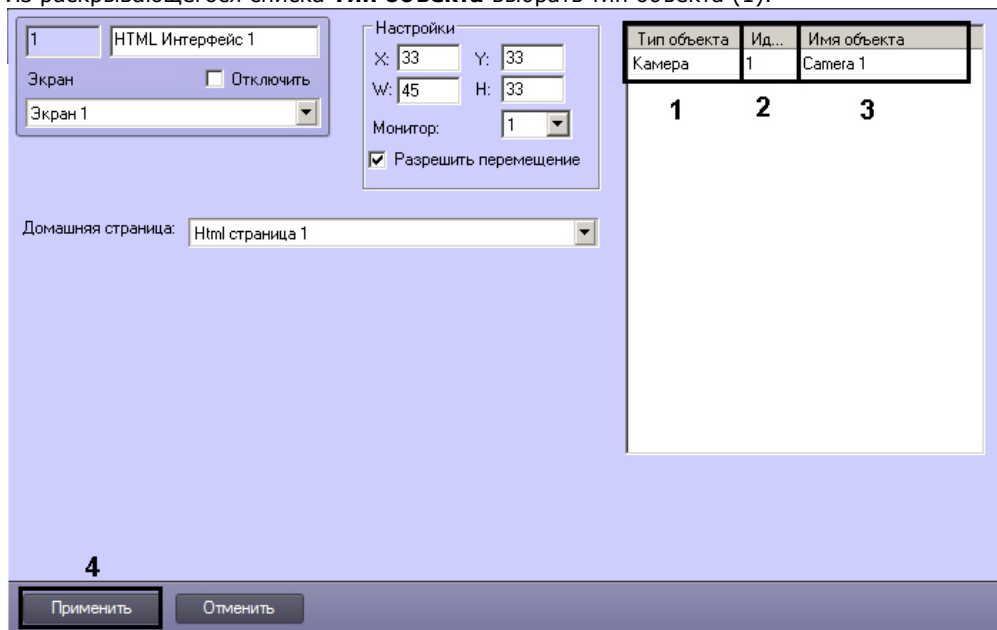 Из раскрывающегося списка Тип объекта выбрать тип объекта (1).
1
HTML Интерфейс 1
Экран
Отключить
Экран 1
Настройки
X: 33
Y: 33
W: 45
H: 33
Монитор:
1
Разрешить перемещение
Домашняя страница:
Html страница 1
Тип объекта
Ид...
Имя объекта
Камера
1
Camera 1
1
2
3
4
Применить
Отменить